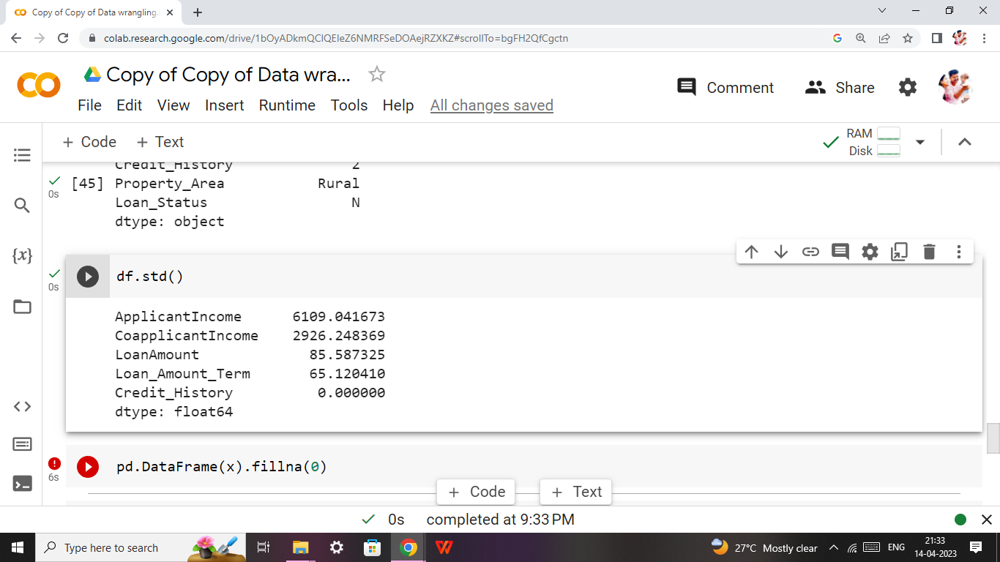 Copy of Copy of Data wrangling.
colab.research.google.com/drive/1bOyADkmQClQEIeZ6NMRFSeDOAejRZXKZ#scrollTo=bgFH2QfCgctn
Copy of Copy of Data wra...
File Edit View Insert Runtime Tools Help All changes saved
Comment Share
+ Code + Text
RAM
Disk
Credit_History 2
[45] Property_Area Rural
0s
Loan_Status N
dtype: object
df.std()
0s
ApplicantIncome 6109.041673
CoapplicantIncome 2926.248369
LoanAmount 85.587325
Loan_Amount_Term 65.120410
Credit_History 0.000000
dtype: float64
pd.DataFrame(x).fillna(0)
6s
+ Code + Text
0s completed at 9:33 PM
Type here to search
27°C Mostly clear
ENG
21:33
14-04-2023